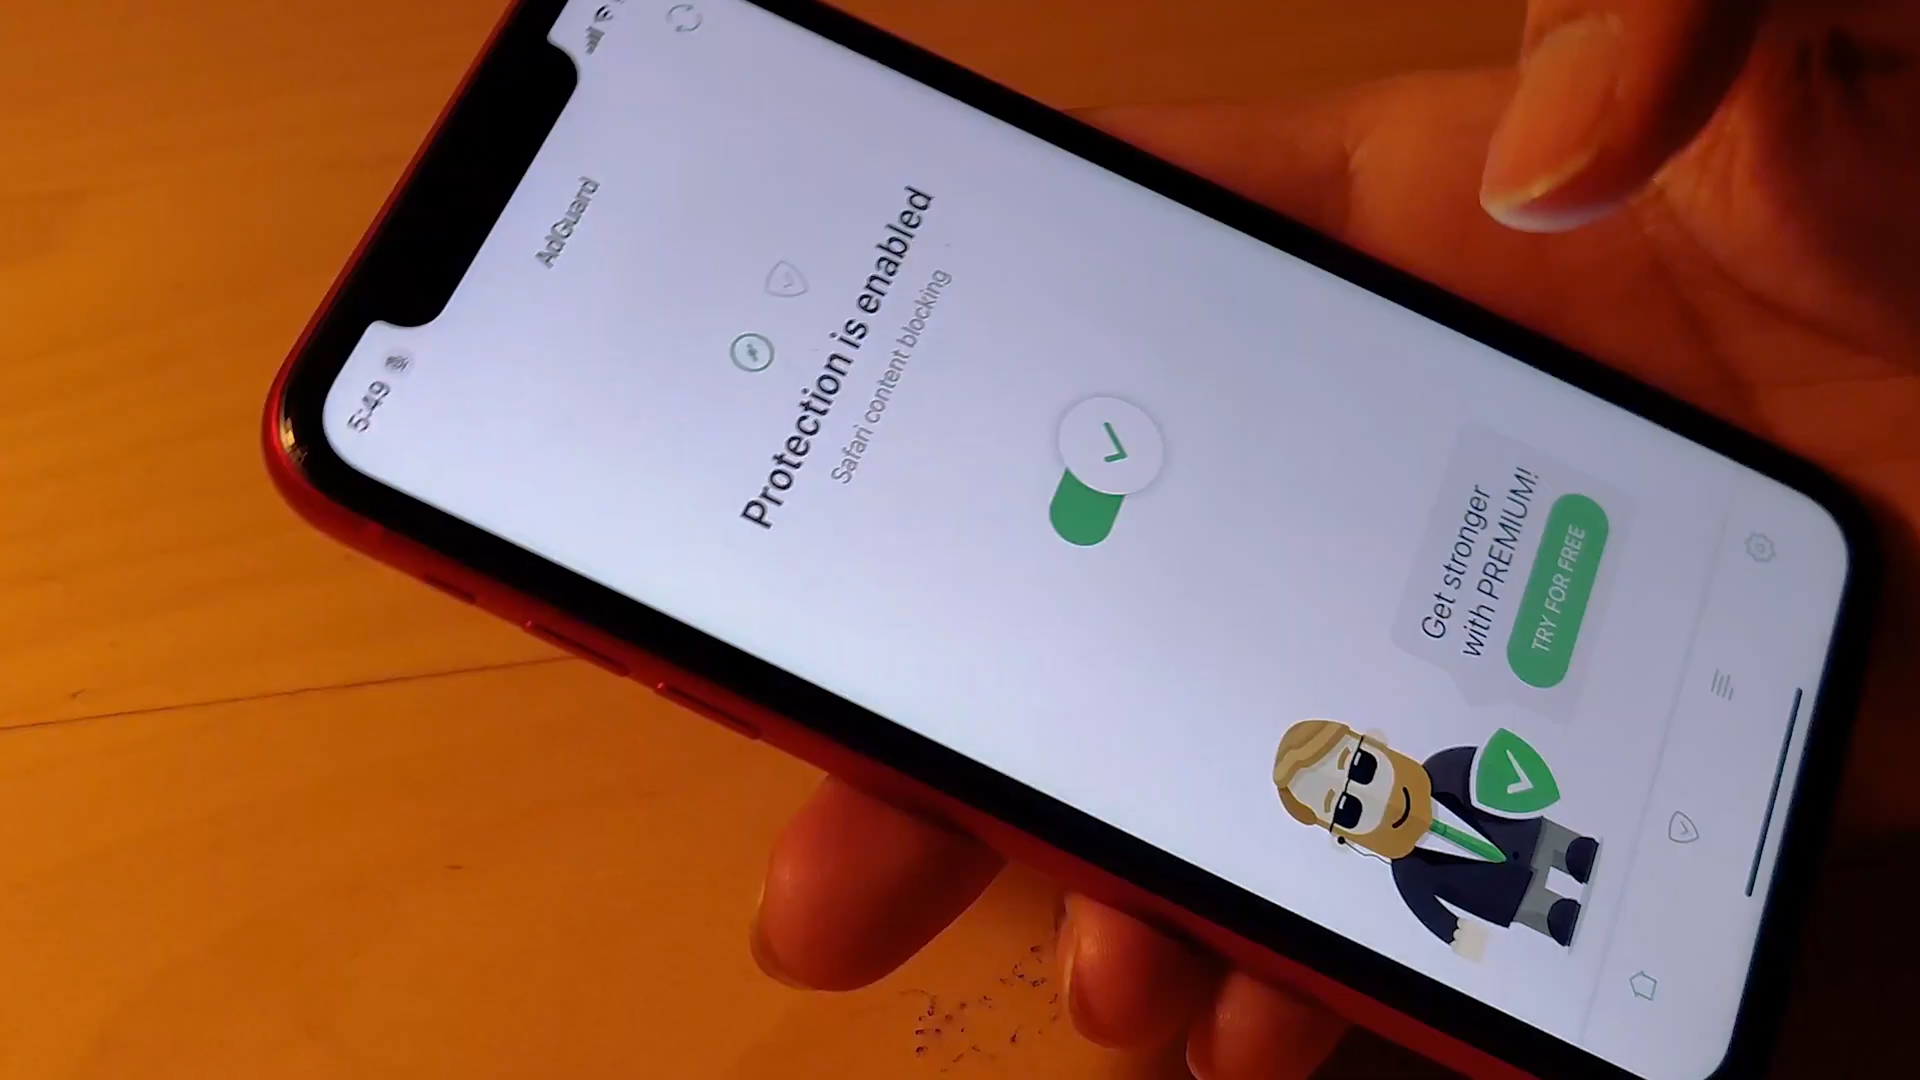 5:49
AdGuard
Protection is enabled
Safari content blocking
Get stronger
with PREMIUM!
TRY FOR FREE